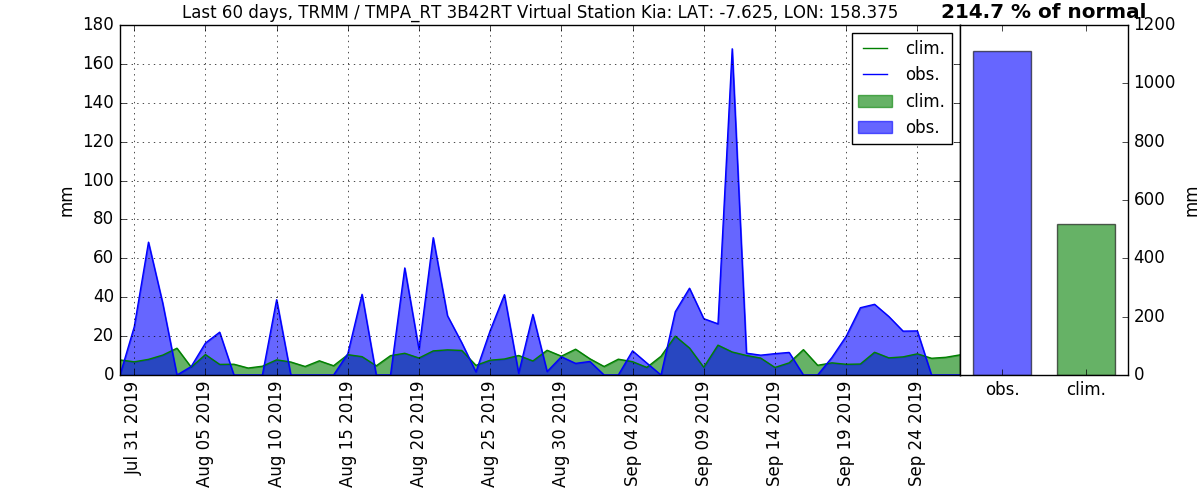 Last 60 days, TRMM / TMPA_RT 3B42RT Virtual Station Kia: LAT: -7.625, LON: 158.375
214.7 % of normal
180
160
140
120
100
80
60
40
20
0
mm
clim.
obs.
clim.
obs.
Jul 31 2019
Aug 05 2019
Aug 10 2019
Aug 15 2019
Aug 20 2019
Aug 25 2019
Aug 30 2019
Sep 04 2019
Sep 09 2019
Sep 14 2019
Sep 19 2019
Sep 24 2019
1200
1000
800
600
400
200
0
mm
obs.
clim.